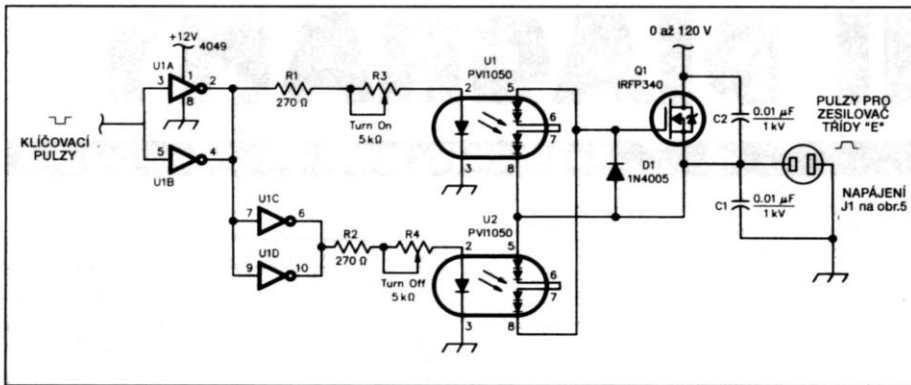 +12V
4049
U1A
3
1
2
8
KLÍČOVACÍ
PULZY
5
4
U1B
R1
270 Ω
R3
Turn On
5 kΩ
U1C
7
6
U1D
9
10
R2
270 Ω
R4
Turn Off
5 kΩ
U1
PVI1050
2
5
6
7
3
8
U2
PVI1050
2
5
6
7
3
8
D1
1N4005
0 až 120 V
Q1
IRFP340
C2
0.01 µF
1 kV
C1
0.01 µF
1 kV
PULZY PRO
ZESILOVAČ
TŘÍDY "E"
NAPÁJENÍ
J1 na obr.5